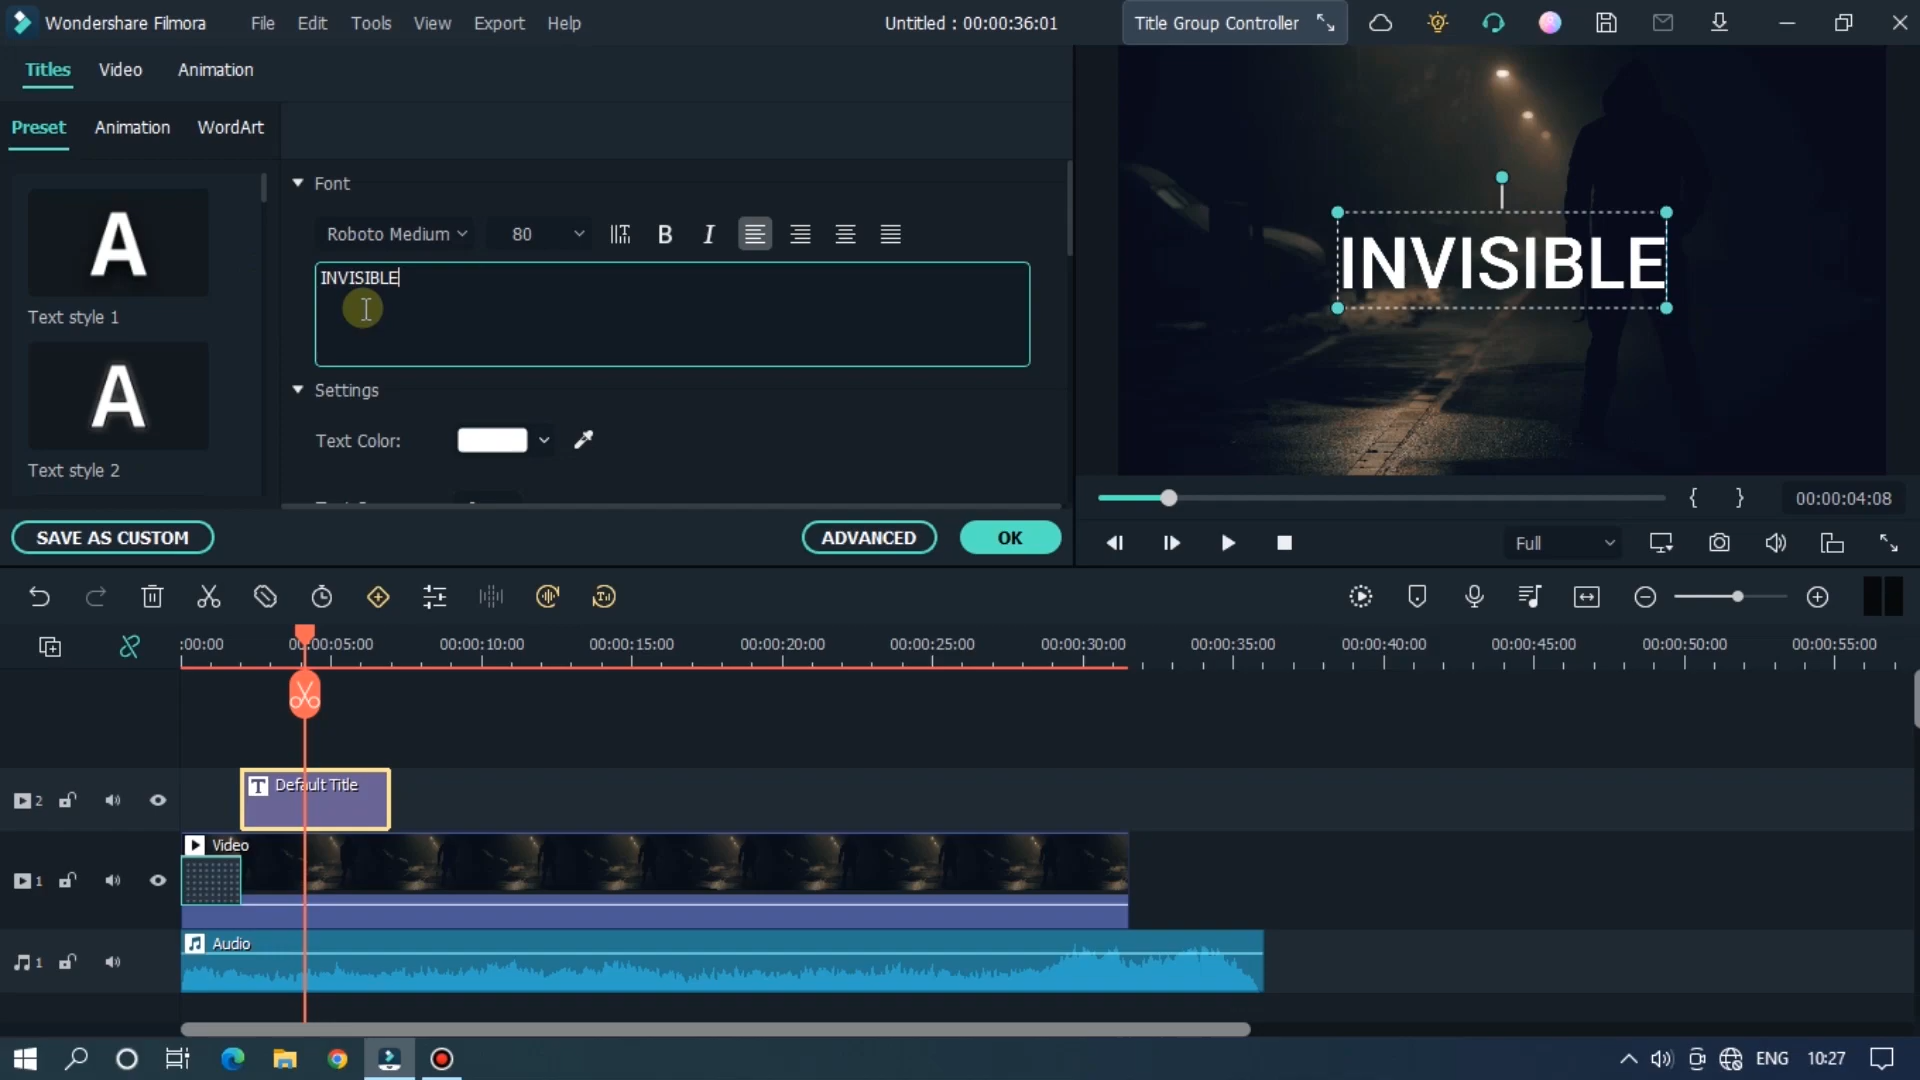 Wondershare Filmora File Edit Tools View Export Help Untitled : 00:00:36:01 Title Group Controller
Titles Video Animation
Preset Animation WordArt
Font
Roboto Medium 80 B I
INVISIBLE
INVISIBLE
A
Text style 1
Settings
A
Text Color:
Text style 2
00:00:04:08
SAVE AS CUSTOM ADVANCED OK
Full
:00:00 00:00:05:00 00:00:10:00 00:00:15:00 00:00:20:00 00:00:25:00 00:00:30:00 00:00:35:00 00:00:40:00 00:00:45:00 00:00:50:00 00:00:55:00
2 T Default Title
Video
1
Audio
1
ENG 10:27